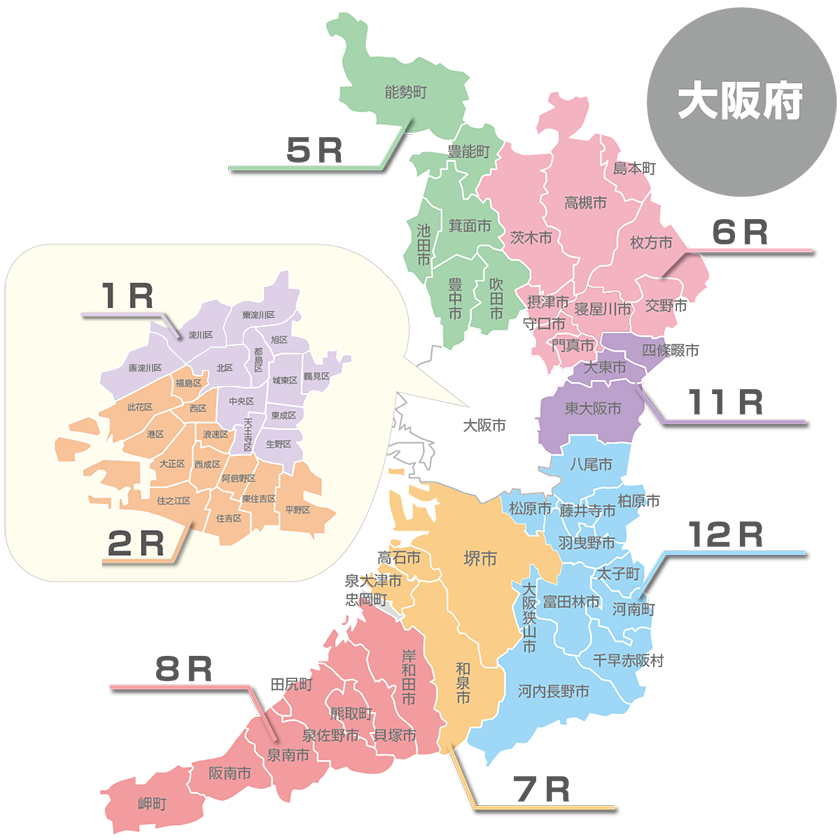 大阪府
能勢町
5R
豊能町
島本町
高槻市
箕面市
茨木市
枚方市
6R
池田市
豊中市
吹田市
摂津市
寝屋川市
交野市
守口市
門真市
四條畷市
大東市
東大阪市
11R
大阪市
1R
東淀川区
淀川区
旭区
都島区
西淀川区
北区
城東区
鶴見区
福島区
此花区
西区
中央区
東成区
港区
浪速区
天王寺区
生野区
大正区
西成区
阿倍野区
住之江区
東住吉区
住吉区
平野区
2R
八尾市
松原市
藤井寺市
柏原市
羽曳野市
12R
太子町
堺市
高石市
泉大津市
忠岡町
大阪狭山市
富田林市
河南町
千早赤阪村
河内長野市
和泉市
7R
8R
岸和田市
田尻町
熊取町
泉佐野市
貝塚市
泉南市
阪南市
岬町